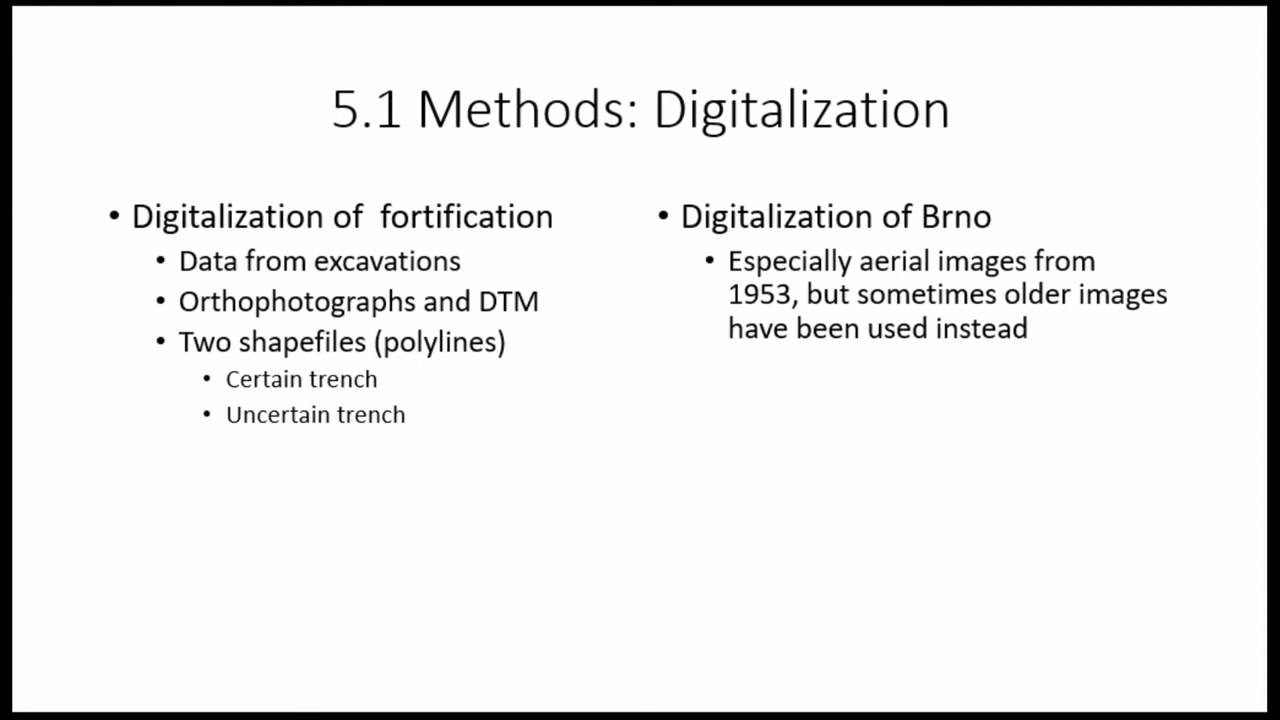 5.1 Methods: Digitalization
• Digitalization of  fortification
• Data from excavations
• Orthophotographs and DTM
• Two shapefiles (polylines)
• Certain trench
• Uncertain trench
• Digitalization of Brno
• Especially aerial images from
1953, but sometimes older images
have been used instead